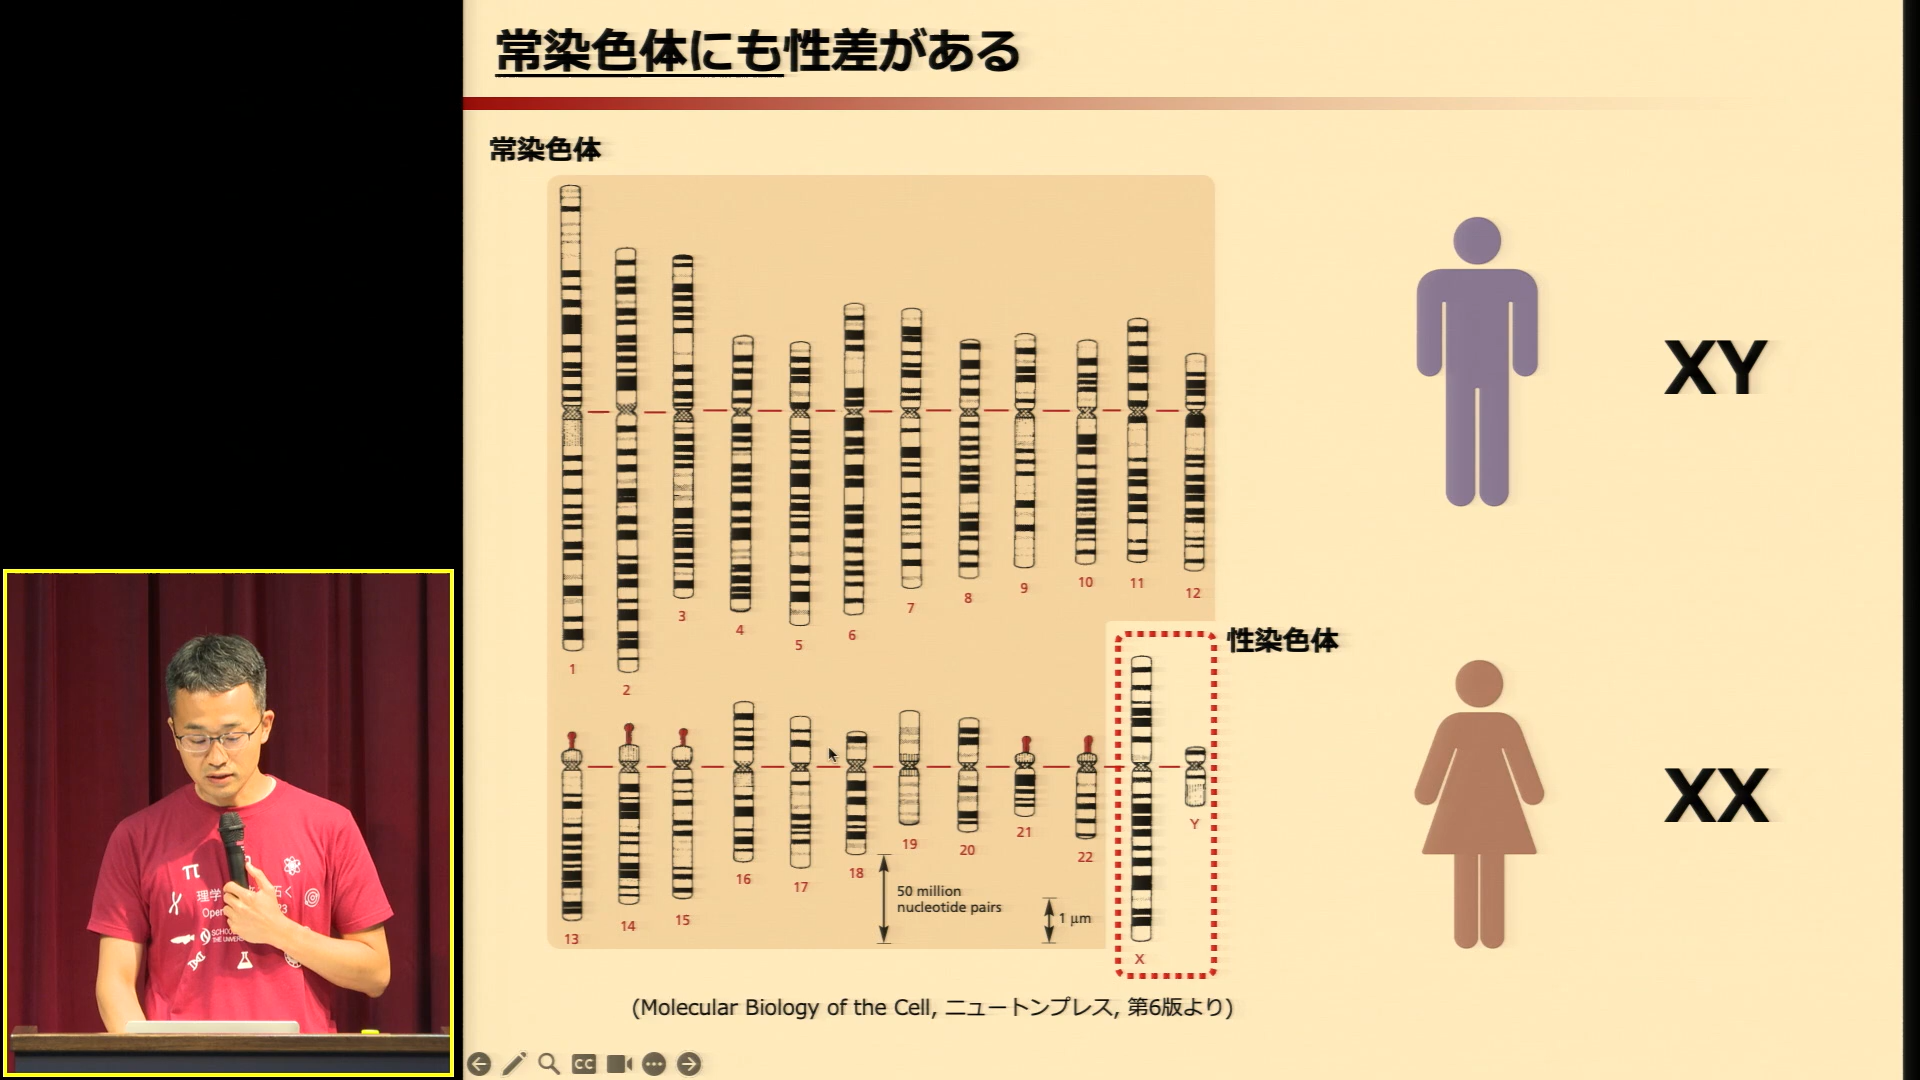 常染色体にも性差がある
常染色体
1
2
3
4
5
6
7
8
9
10
11
12
性染色体
XY
13
14
15
16
17
18
19
20
21
22
X
Y
50 million
nucleotide pairs
1 μm
XX
(Molecular Biology of the Cell, ニュートンプレス, 第6版より)
CC
π
理学
拓く